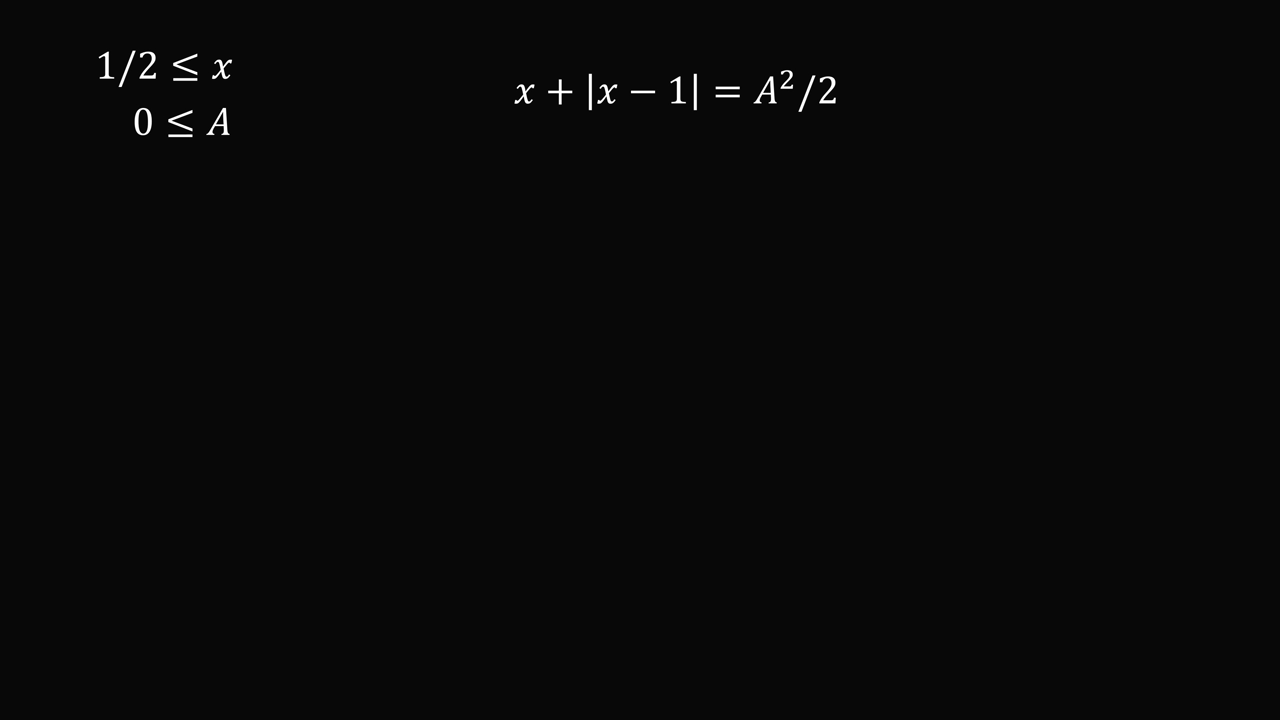 1/2 ≤ x
0 ≤ A
x + |x − 1| = A²/2